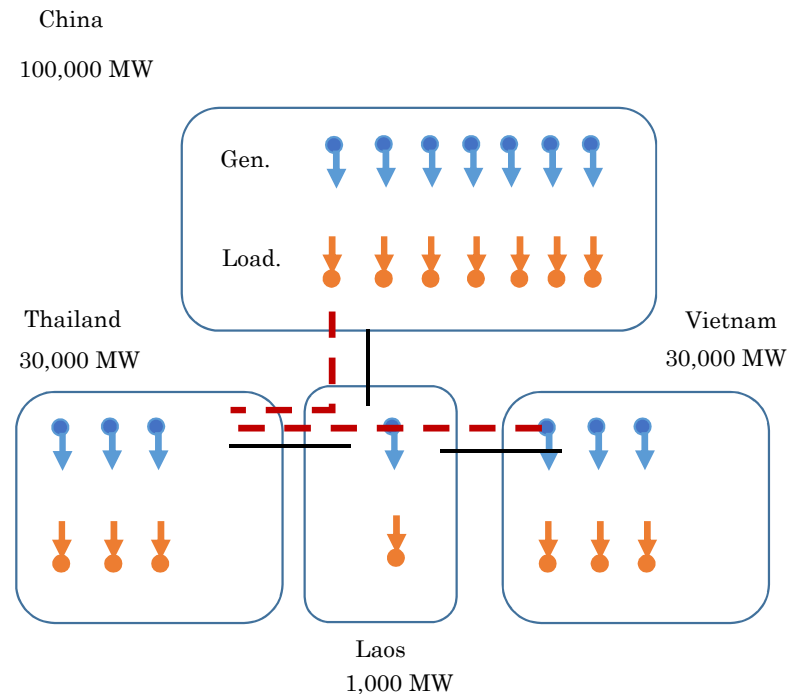 China
100,000 MW
Gen.
Load.
Thailand
30,000 MW
Vietnam
30,000 MW
Laos
1,000 MW